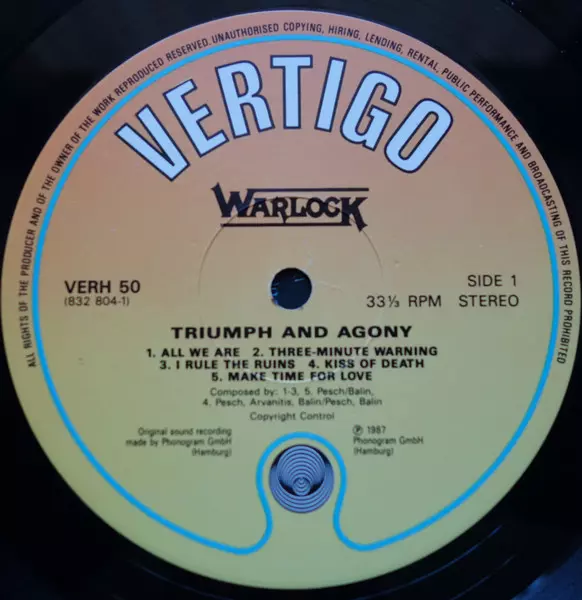 ALL RIGHTS OF THE PRODUCER AND OF THE OWNER OF THE WORK REPRODUCED RESERVED. UNAUTHORISED COPYING, HIRING, LENDING, RENTAL, PUBLIC PERFORMANCE AND BROADCASTING OF THIS RECORD PROHIBITED
VERTIGO
WARLOCK
VERH 50
(832 804-1)
SIDE 1
33⅓ RPM STEREO
TRIUMPH AND AGONY
1. ALL WE ARE 2. THREE-MINUTE WARNING
3. I RULE THE RUINS 4. KISS OF DEATH
5. MAKE TIME FOR LOVE
Composed by: 1-3, 5. Pesch/Balin,
4. Pesch, Arvanitis, Balin/Pesch, Balin
Copyright Control
Original sound recording
made by Phonogram GmbH
(Hamburg)
℗ 1987
Phonogram GmbH
(Hamburg)